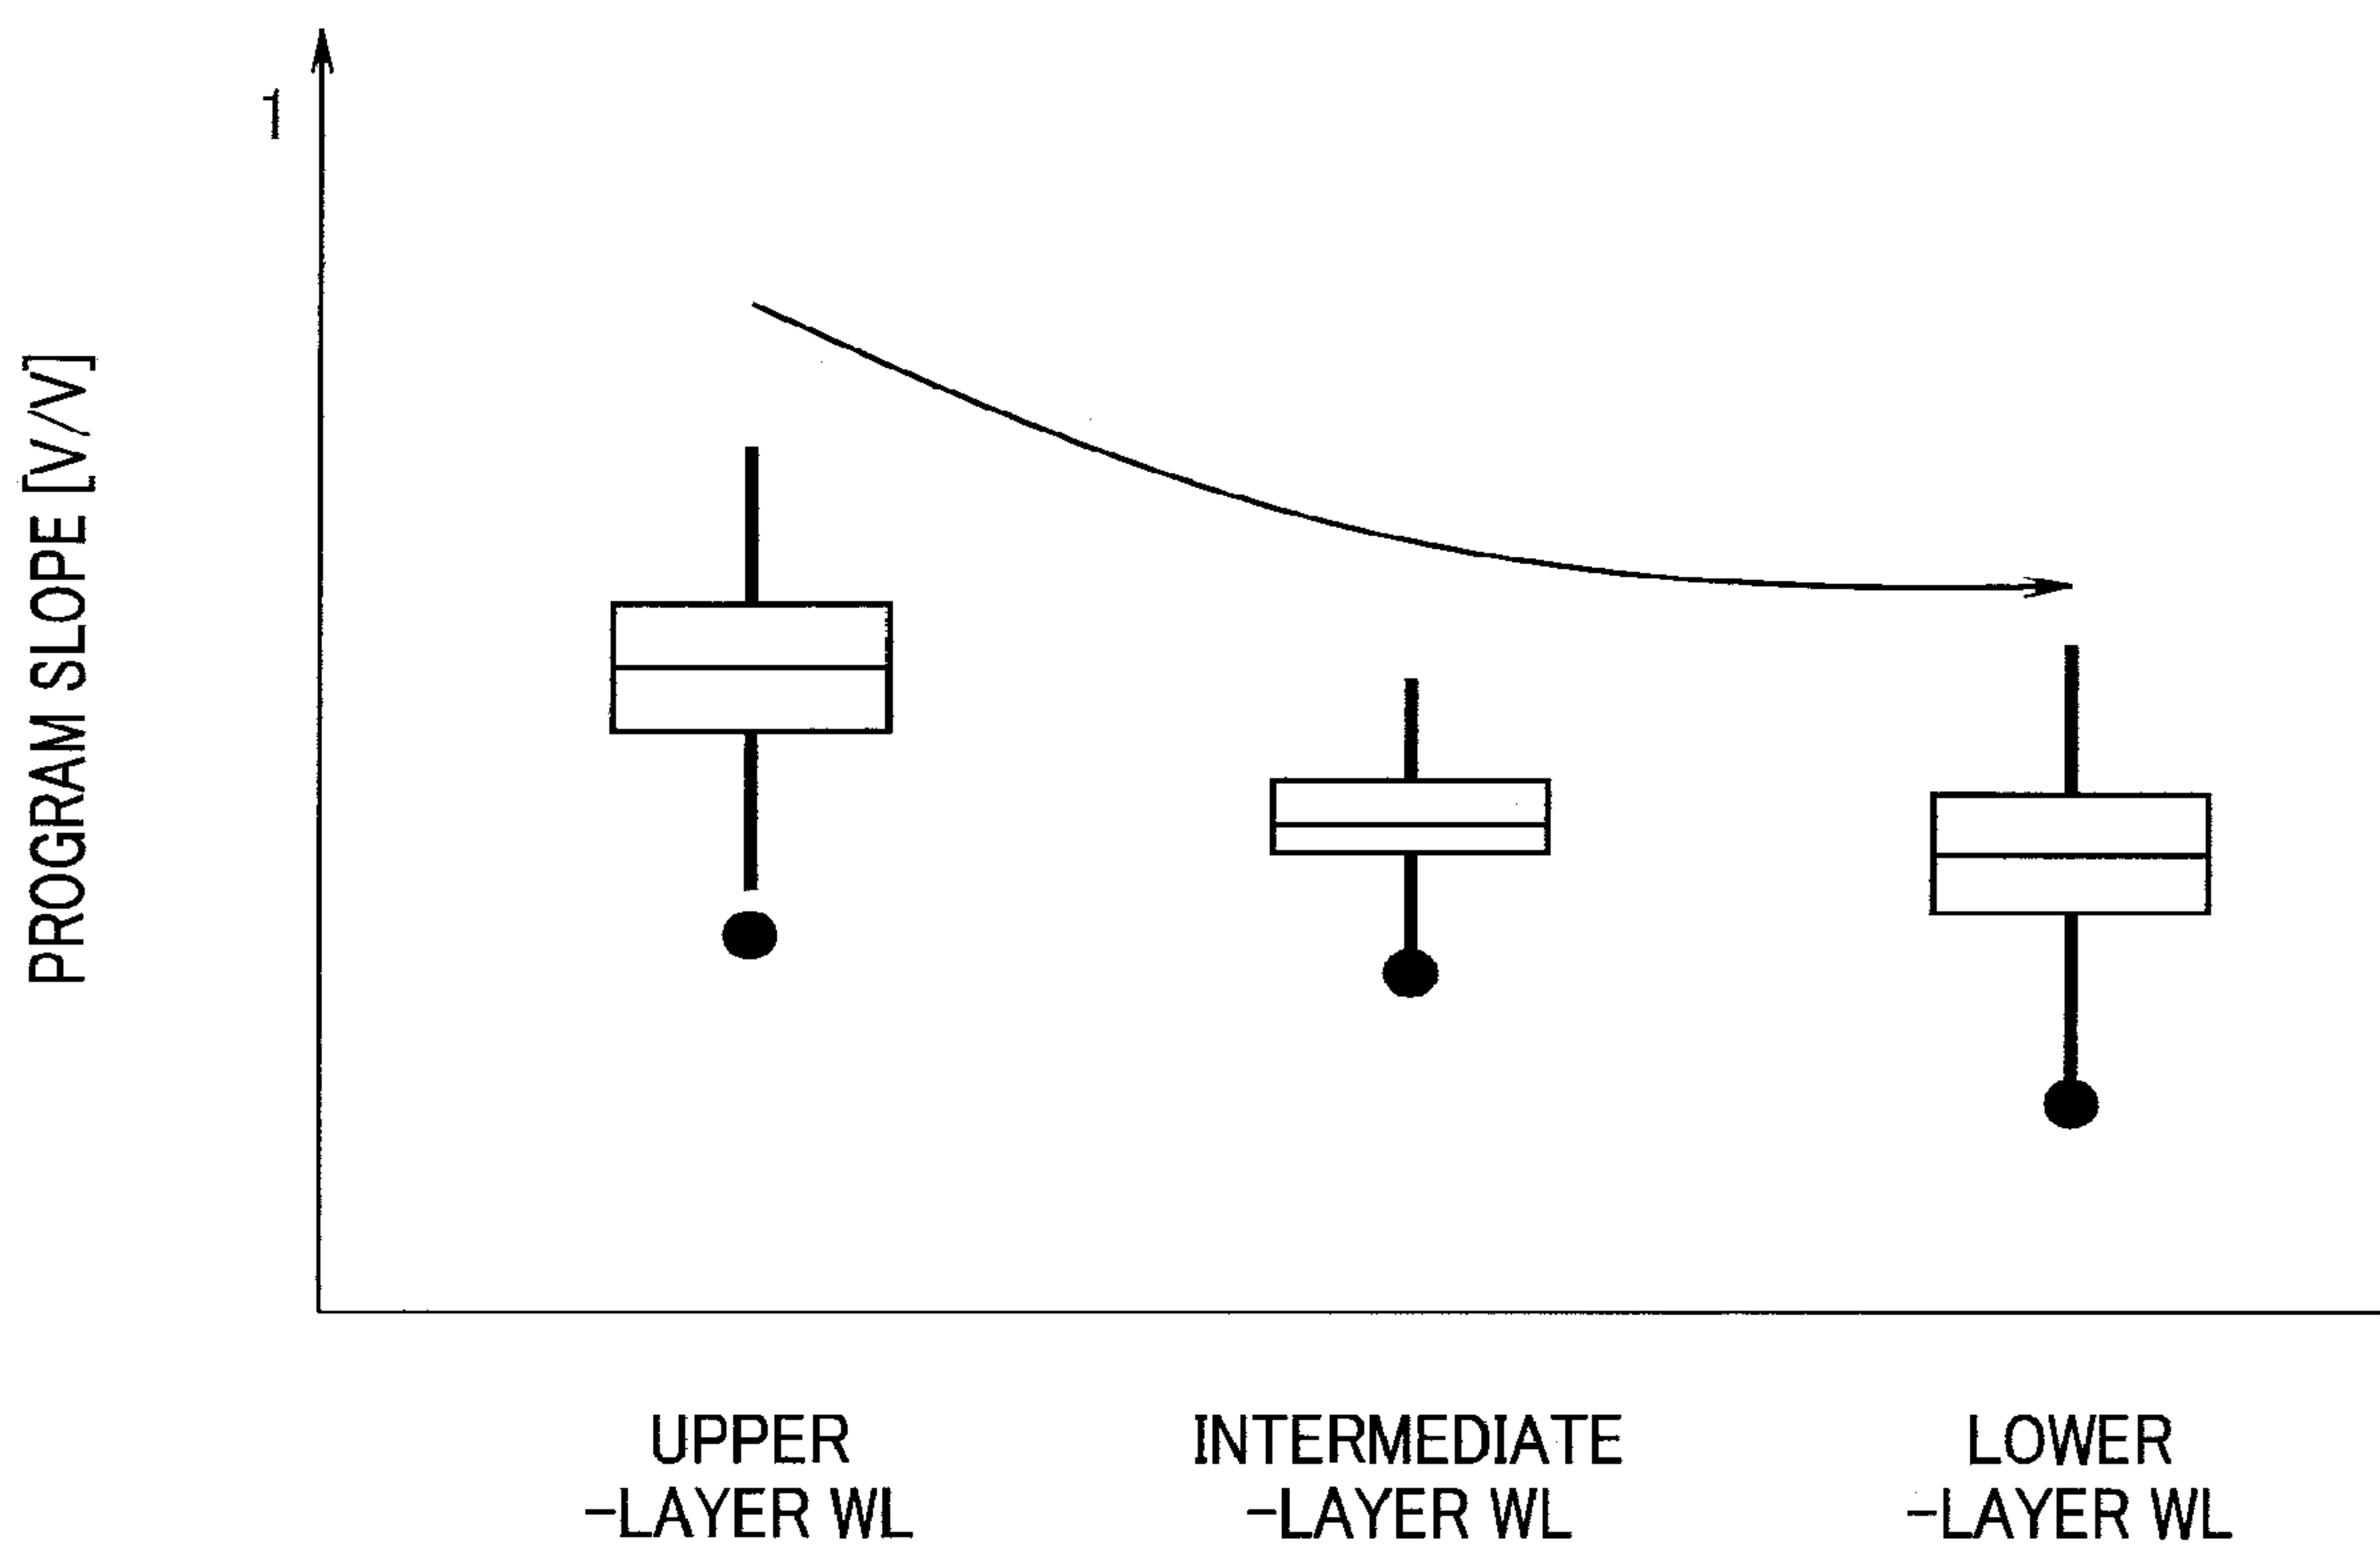 1
PROGRAM SLOPE [V/V]
UPPER
-LAYER WL
INTERMEDIATE
-LAYER WL
LOWER
-LAYER WL